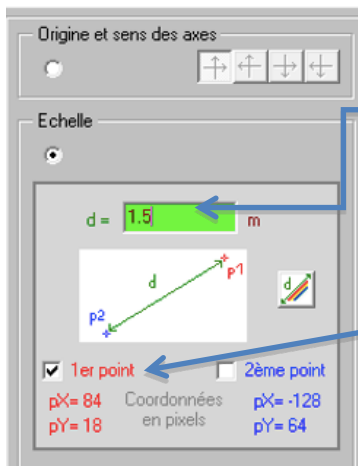 Origine et sens des axes
Echelle
d = 1.5 m
d
p1
p2
d
1er point 2ème point
pX= 84 Coordonnées pX= -128
pY= 18 en pixels pY= 64